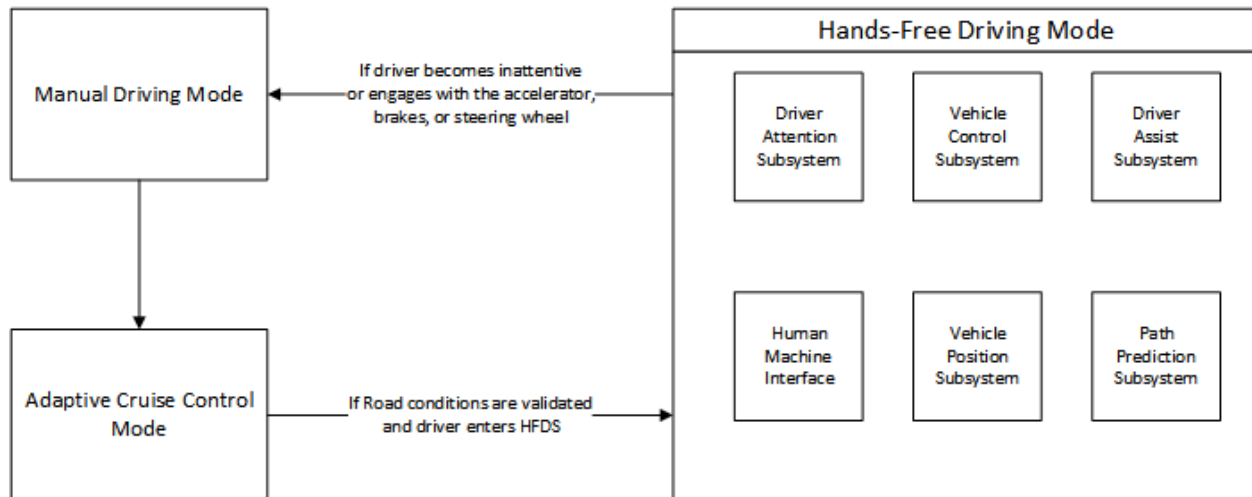 Hands-Free Driving Mode
Manual Driving Mode
If driver becomes inattentive
or engages with the accelerator,
brakes, or steering wheel
Driver
Attention
Subsystem
Vehicle
Control
Subsystem
Driver
Assist
Subsystem
Adaptive Cruise Control
Mode
If Road conditions are validated
and driver enters HFDS
Human
Machine
Interface
Vehicle
Position
Subsystem
Path
Prediction
Subsystem